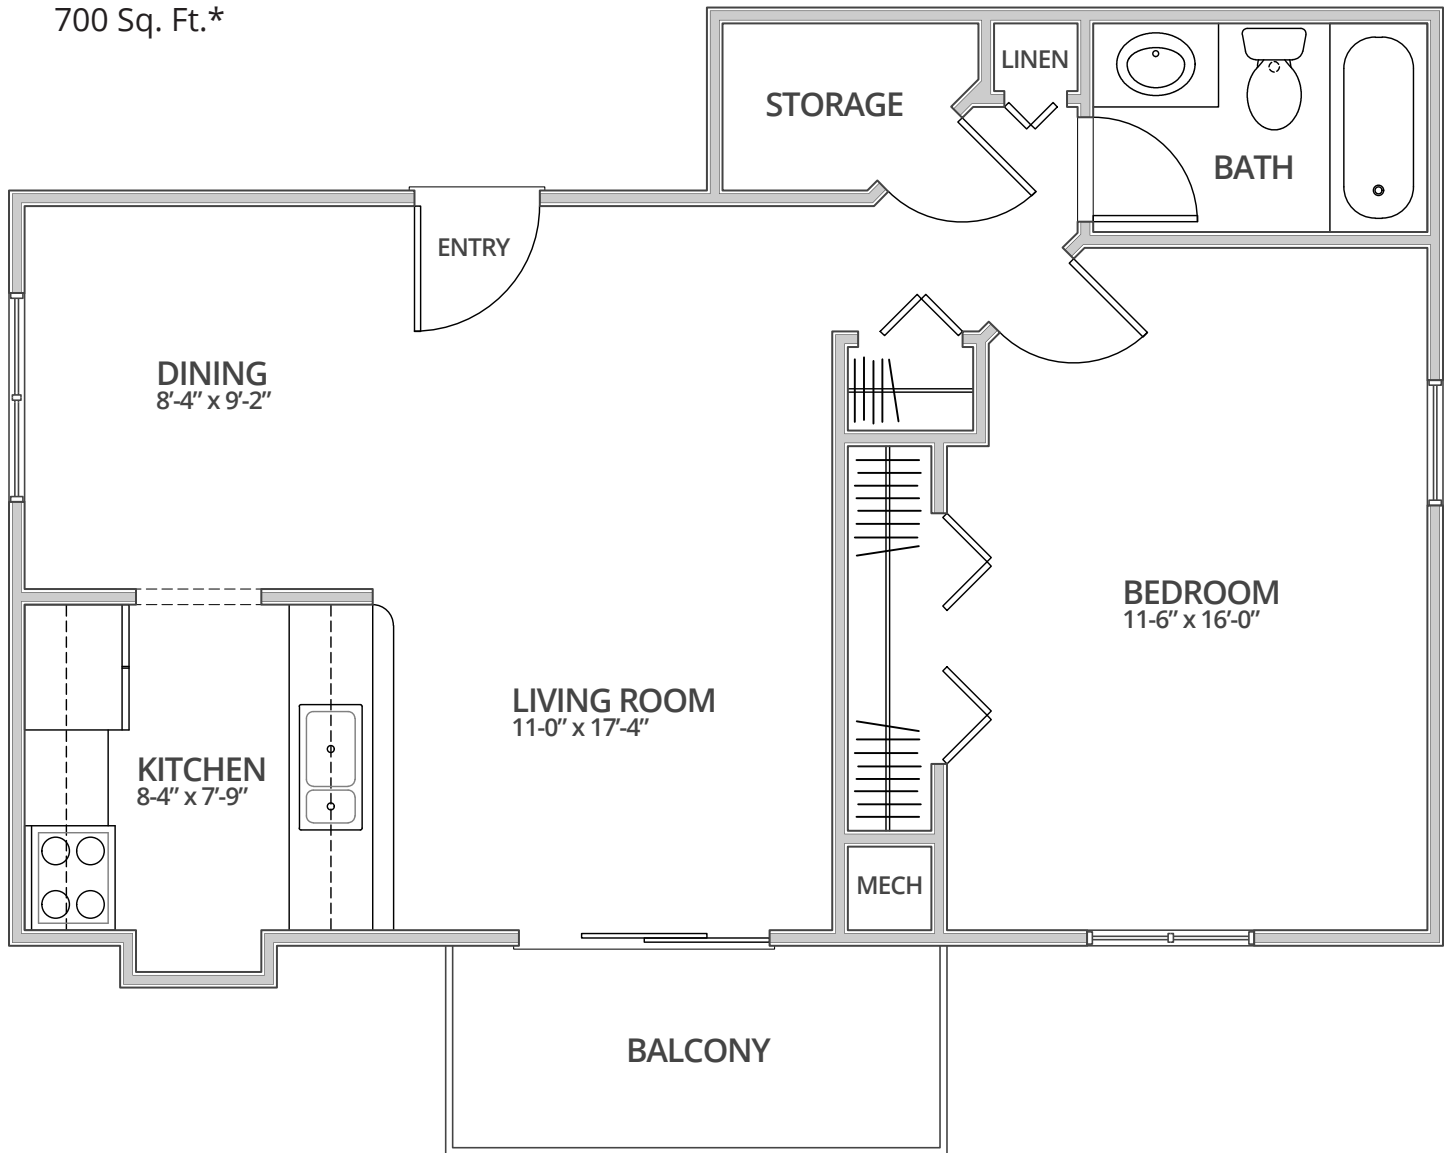 700 Sq. Ft.*
LINEN
STORAGE
BATH
ENTRY
DINING
8’-4” x 9’-2”
BEDROOM
11-6” x 16’-0”
LIVING ROOM
11-0” x 17’-4”
KITCHEN
8-4” x 7’-9”
MECH
BALCONY